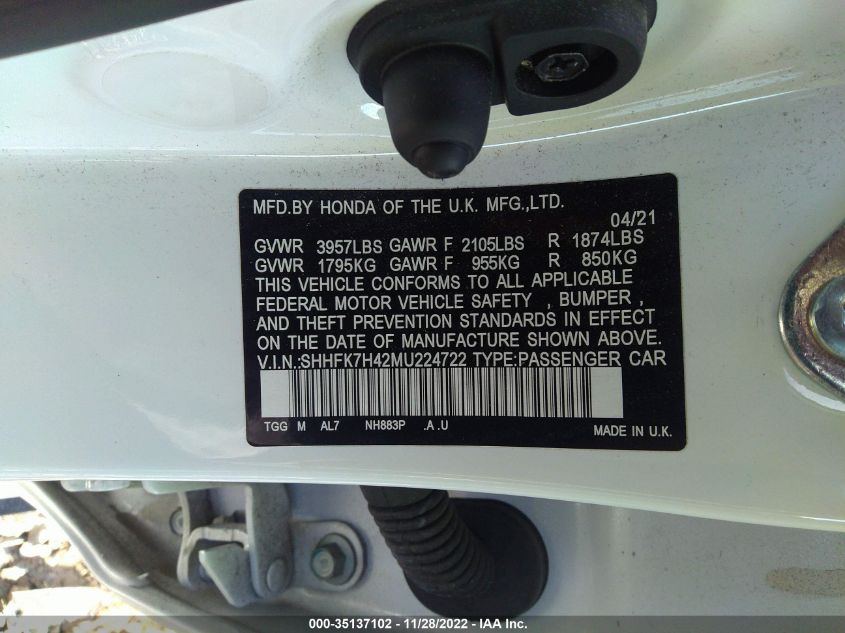 MFD.BY HONDA OF THE U.K. MFG.,LTD.
04/21
GVWR 3957LBS GAWR F 2105LBS R 1874LBS
GVWR 1795KG GAWR F 955KG R 850KG
THIS VEHICLE CONFORMS TO ALL APPLICABLE
FEDERAL MOTOR VEHICLE SAFETY , BUMPER ,
AND THEFT PREVENTION STANDARDS IN EFFECT
ON THE DATE OF MANUFACTURE SHOWN ABOVE.
V.I.N.:SHHFK7H42MU224722 TYPE:PASSENGER CAR
TGG M AL7 NH883P .A .U MADE IN U.K.
000-35137102 - 11/28/2022 - IAA Inc.